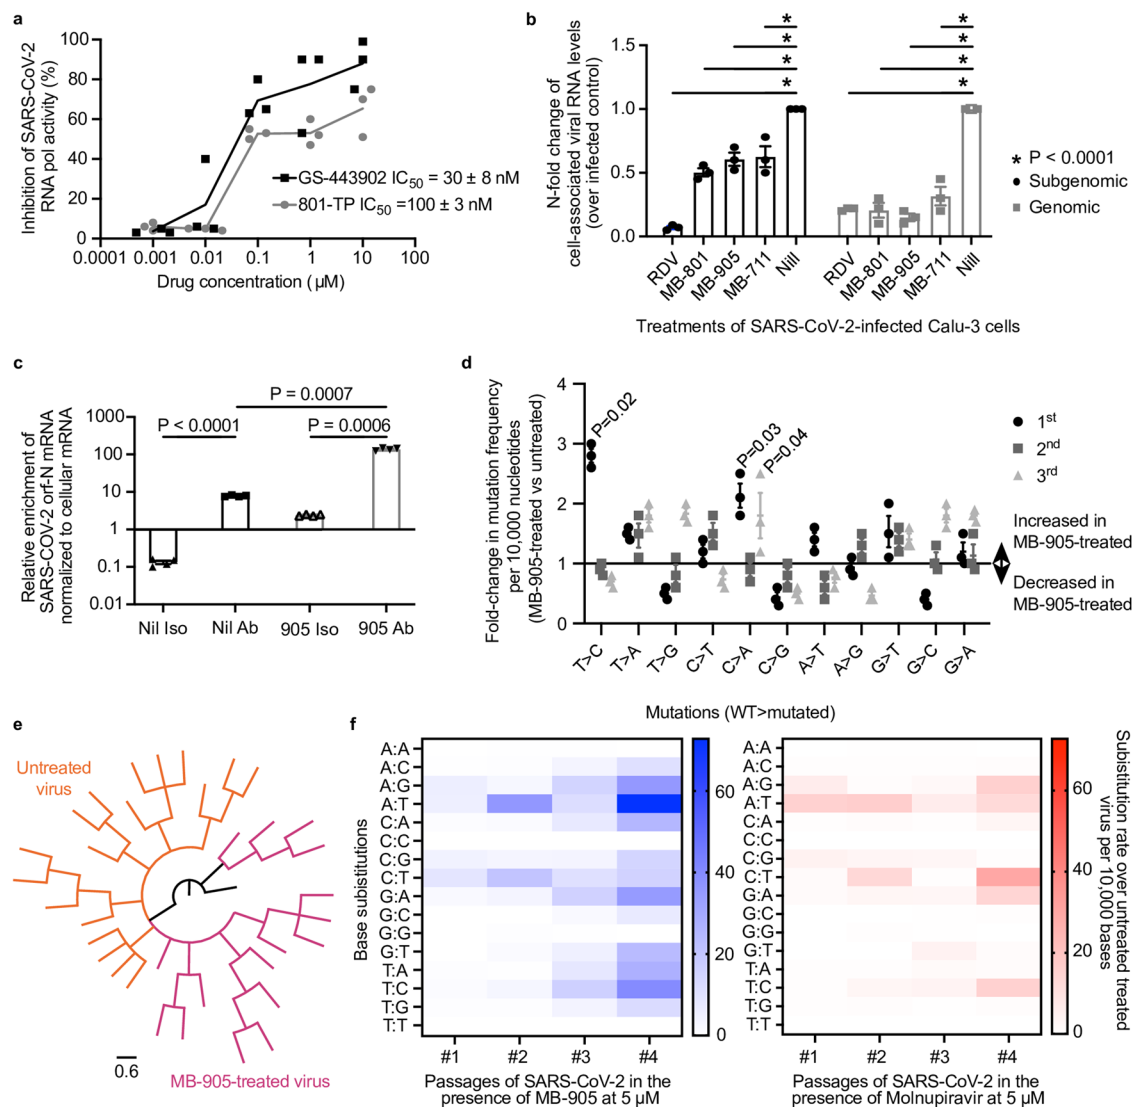 a
Inhibition of SARS-CoV-2
RNA pol activity (%)
100
80
60
40
20
0
GS-443902 IC50 = 30 ± 8 nM
801-TP IC50 =100 ± 3 nM
0.0001 0.001 0.01 0.1 1 10 100
Drug concentration (µM)
b
N-fold change of
cell-associated viral RNA levels
(over infected control)
1.5
1.0
0.5
0.0
* *
* *
* *
* *
* P < 0.0001
Subgenomic
Genomic
RDV MB-801 MB-905 MB-711 Nill RDV MB-801 MB-905 MB-711 Nill
Treatments of SARS-CoV-2-infected Calu-3 cells
c
Relative enrichment of
SARS-COV-2 orf-N mRNA
normalized to cellular mRNA
P = 0.0007
P < 0.0001 P = 0.0006
1000
100
10
1
0.1
0.01
Nil Iso Nil Ab 905 Iso 905 Ab
d
Fold-change in mutation frequency
per 10,000 nucleotides
(MB-905-treated vs untreated)
4
3
2
1
0
P=0.02
P=0.03
P=0.04
1st
2nd
3rd
Increased in
MB-905-treated
Decreased in
MB-905-treated
T>C T>A T>G C>T C>A C>G A>T A>G G>T G>C G>A
Mutations (WT>mutated)
e
Untreated
virus
0.6
MB-905-treated virus
f
Base subistitutions
A:A
A:C
A:G
A:T
C:A
C:C
C:G
C:T
G:A
G:C
G:G
G:T
T:A
T:C
T:G
T:T
#1 #2 #3 #4
Passages of SARS-CoV-2 in the
presence of MB-905 at 5 µM
60
40
20
0
A:A
A:C
A:G
A:T
C:A
C:C
C:G
C:T
G:A
G:C
G:G
G:T
T:A
T:C
T:G
T:T
#1 #2 #3 #4
Passages of SARS-CoV-2 in the
presence of Molnupiravir at 5 µM
60
40
20
0
Subistitution rate over untreated treated
virus per 10,000 bases